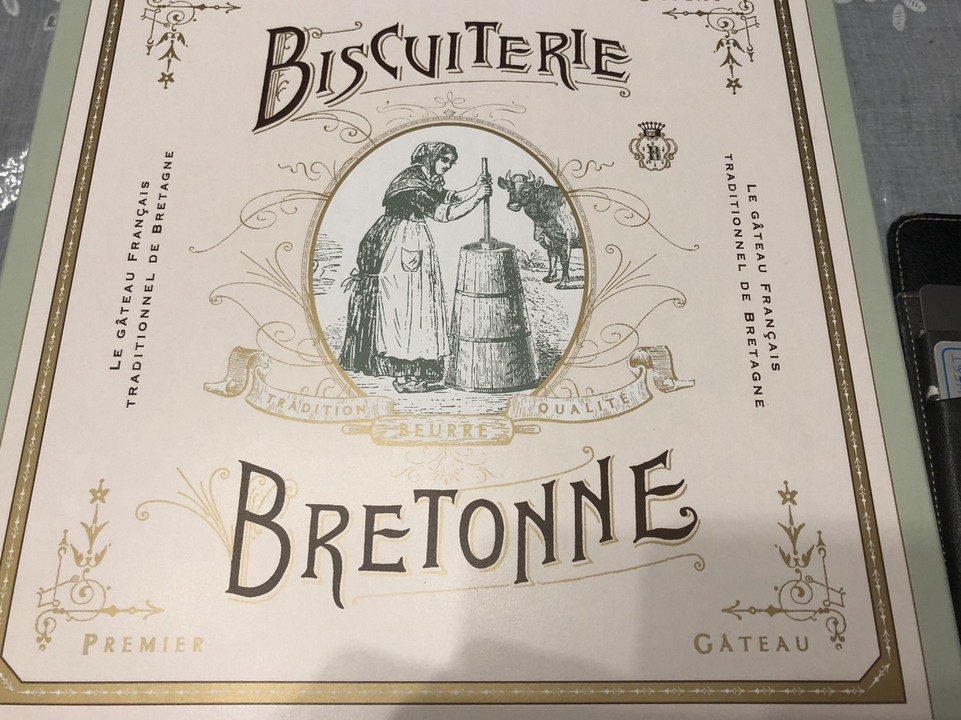 BISCUITERIE
LE GÂTEAU FRANÇAIS
TRADITIONNEL DE BRETAGNE
LE GÂTEAU FRANÇAIS
TRADITIONNEL DE BRETAGNE
TRADITION
QUALITÉ
BEURRE
BRETONNE
PREMIER
GÂTEAU